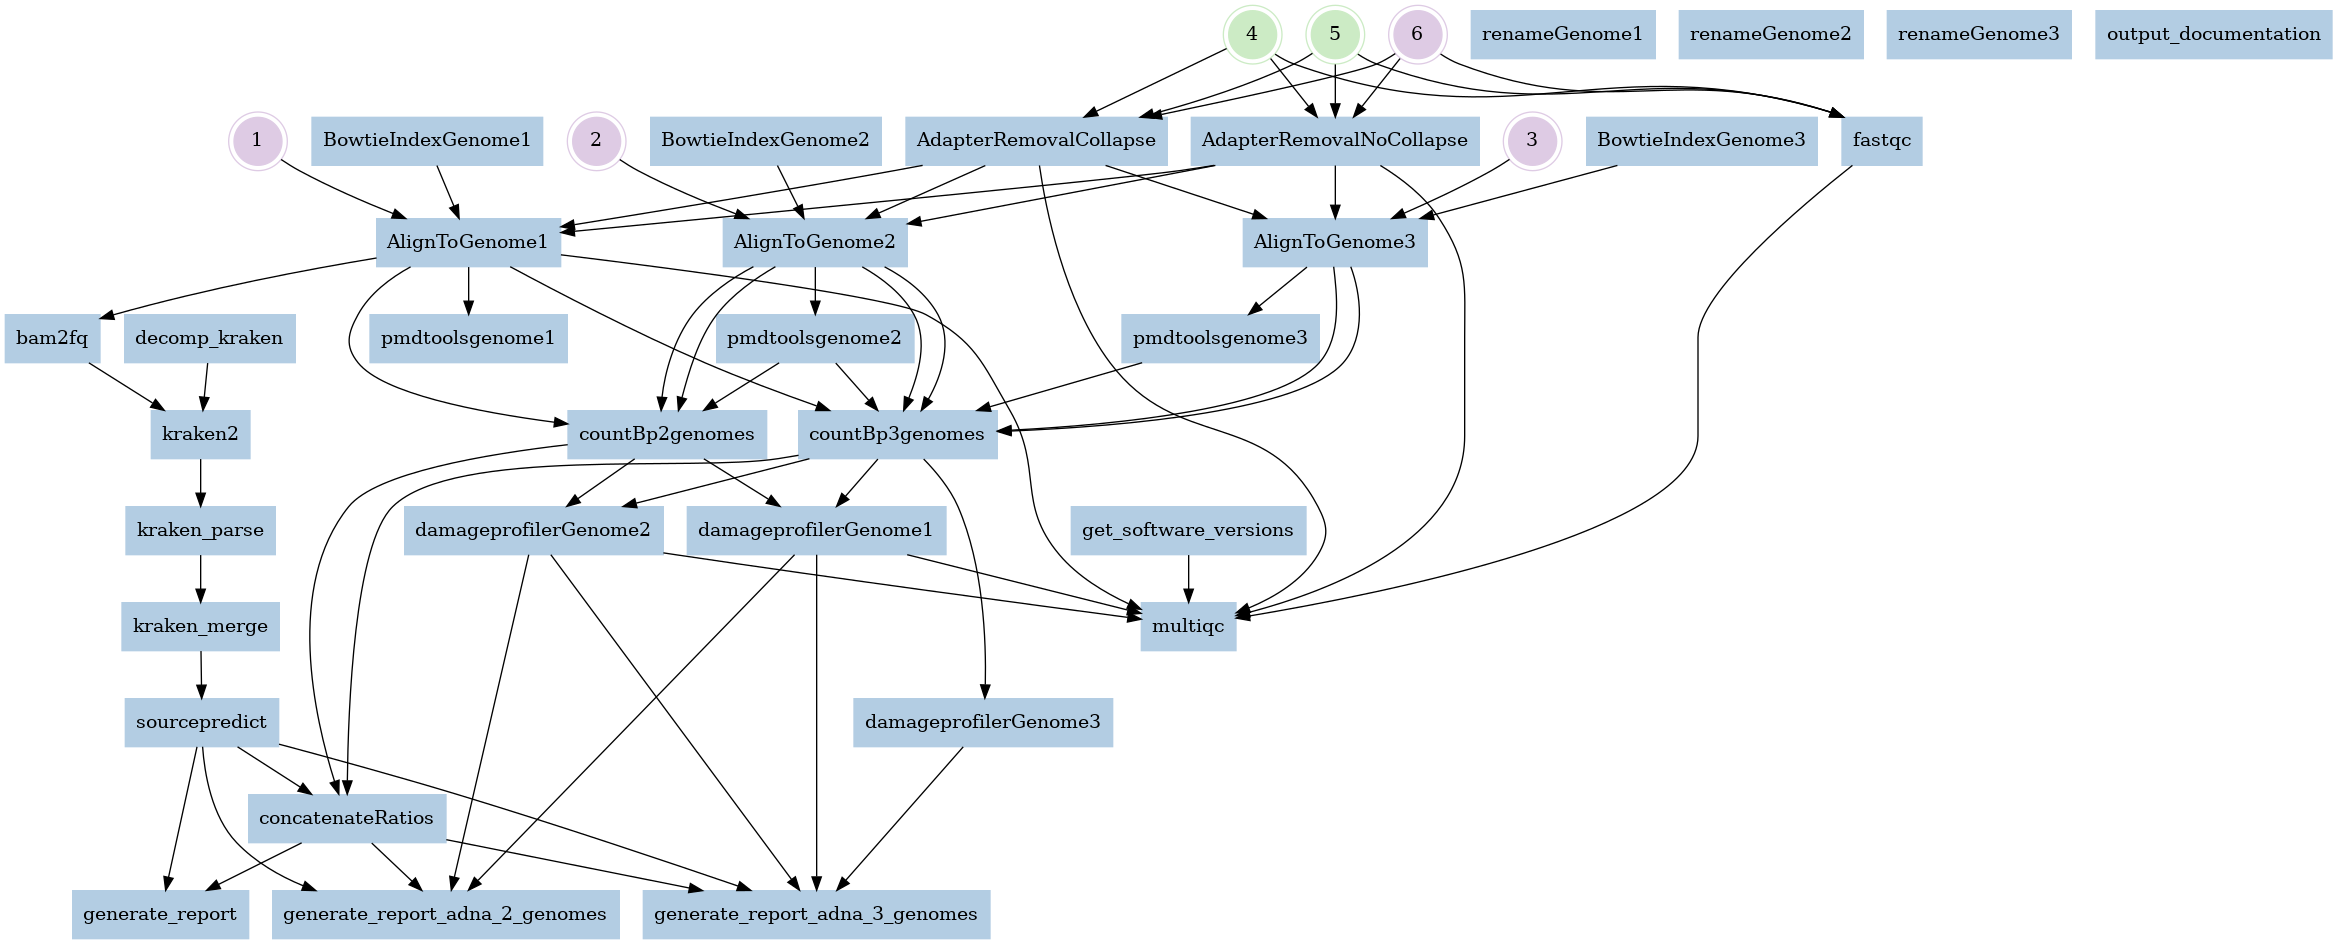 4
5
6
renameGenome1
renameGenome2
renameGenome3
output_documentation
1
BowtieIndexGenome1
2
BowtieIndexGenome2
AdapterRemovalCollapse
AdapterRemovalNoCollapse
3
BowtieIndexGenome3
fastqc
AlignToGenome1
AlignToGenome2
AlignToGenome3
bam2fq
decomp_kraken
pmdtoolsgenome1
pmdtoolsgenome2
pmdtoolsgenome3
kraken2
countBp2genomes
countBp3genomes
kraken_parse
damageprofilerGenome2
damageprofilerGenome1
get_software_versions
kraken_merge
multiqc
sourcepredict
damageprofilerGenome3
concatenateRatios
generate_report
generate_report_adna_2_genomes
generate_report_adna_3_genomes